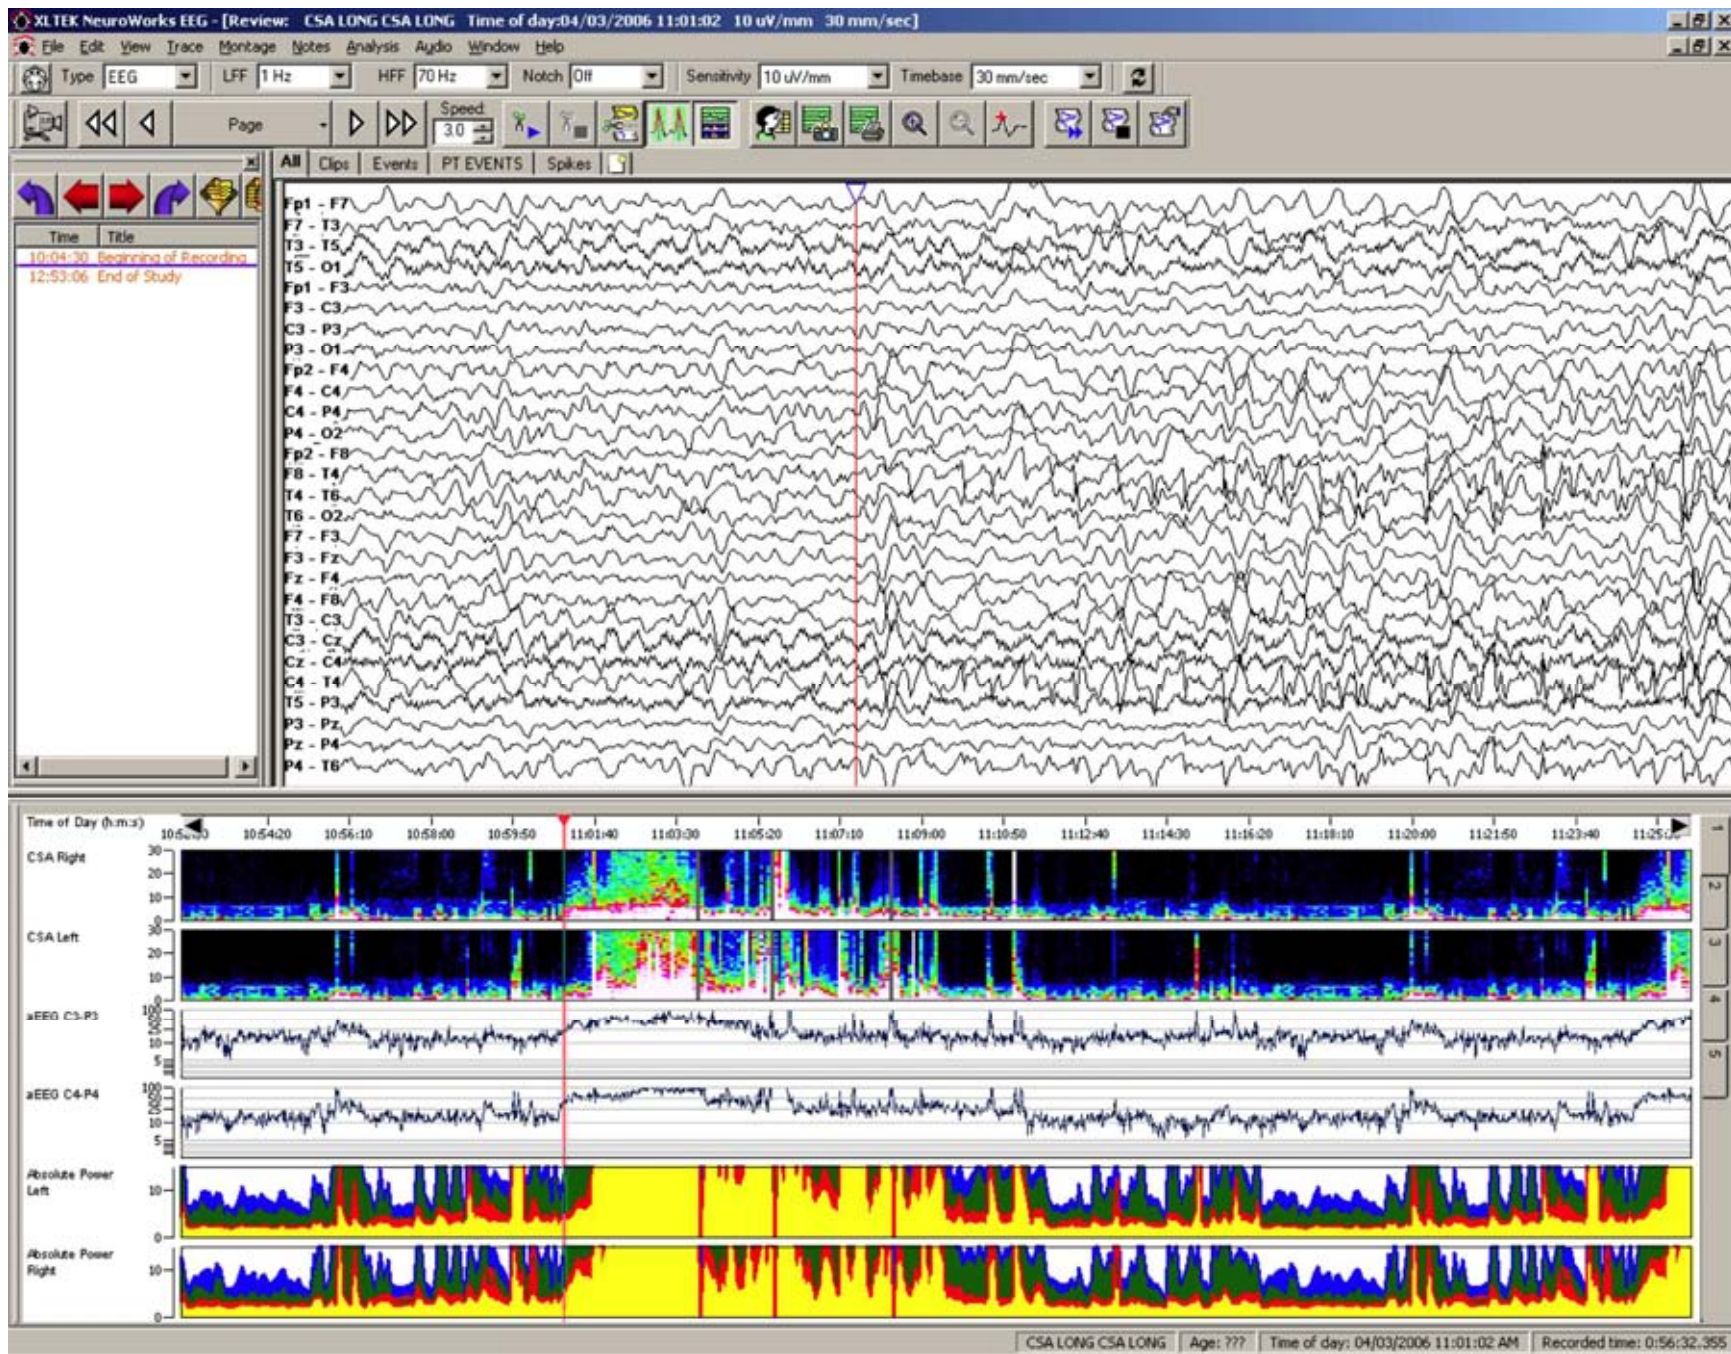 XLTEK NeuroWorks EEG - [Review: CSA LONG CSA LONG Time of day:04/03/2006 11:01:02 10 uV/mm 30 mm/sec]
File Edit View Trace Montage Notes Analysis Audio Window Help
Type EEG LFF 1 Hz HFF 70 Hz Notch Off Sensitivity 10 uV/mm Timebase 30 mm/sec
Page Speed: 3.0
All Clips Events PT EVENTS Spikes
Time Title
10:04:30 Beginning of Recording
12:53:06 End of Study
Fp1 - F7
F7 - T3
T3 - T5
T5 - O1
Fp1 - F3
F3 - C3
C3 - P3
P3 - O1
Fp2 - F4
F4 - C4
C4 - P4
P4 - O2
Fp2 - F8
F8 - T4
T4 - T6
T6 - O2
F7 - F3
F3 - Fz
Fz - F4
F4 - F8
T3 - C3
C3 - Cz
Cz - C4
C4 - T4
T5 - P3
P3 - Pz
Pz - P4
P4 - T6
Time of Day (h:m:s) 10:54:20 10:56:10 10:58:00 10:59:50 11:01:40 11:03:30 11:05:20 11:07:10 11:09:00 11:10:50 11:12:40 11:14:30 11:16:20 11:18:10 11:20:00 11:21:50 11:23:40
CSA Right 30 20 10 0
CSA Left 30 20 10 0
aEEG C3-P3 100 50 25 10 5
aEEG C4-P4 100 50 25 10 5
Absolute Power Left 10 0
Absolute Power Right 10 0
1
2
3
4
5
CSA LONG CSA LONG Age: ??? Time of day: 04/03/2006 11:01:02 AM Recorded time: 0:56:32.355